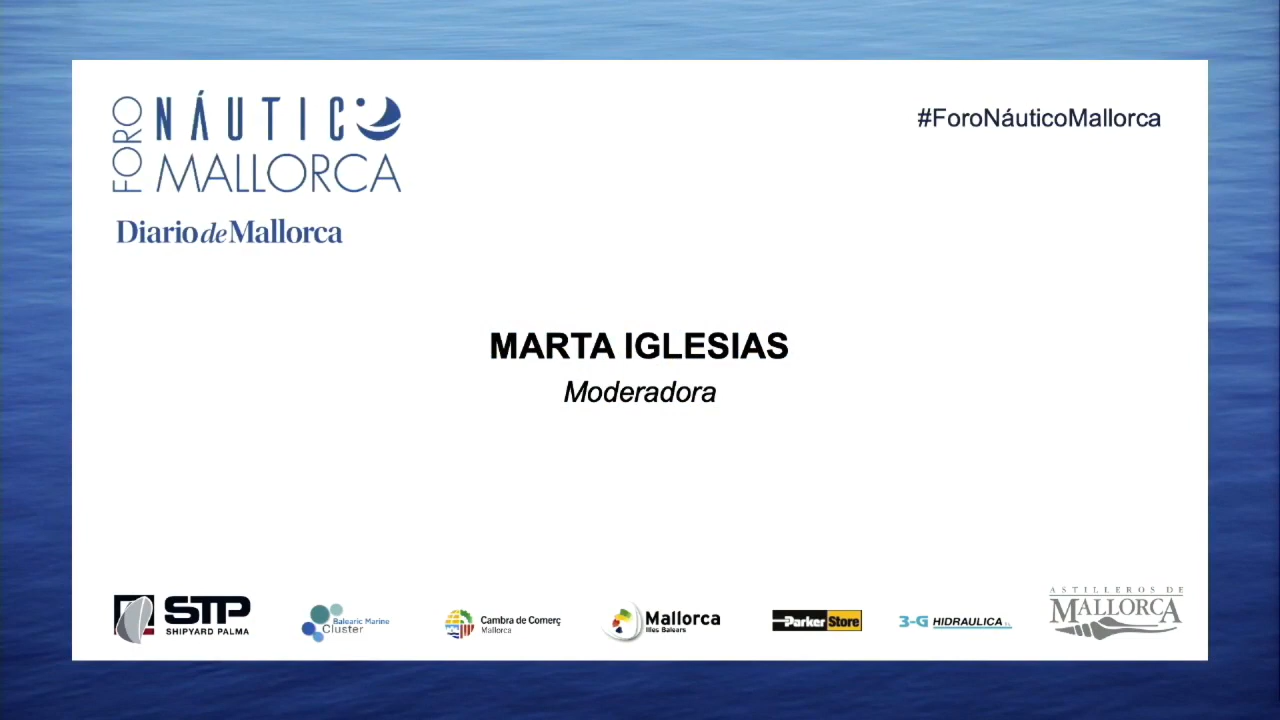 FORO
NÁUTICO
MALLORCA
Diario de Mallorca
#ForoNáuticoMallorca
MARTA IGLESIAS
Moderadora
STP
SHIPYARD PALMA
Balearic Marine
Cluster
Cambra de Comerç
Mallorca
Mallorca
Illes Balears
Parker Store
3-G HIDRAULICA S.L.
ASTILLEROS DE
MALLORCA